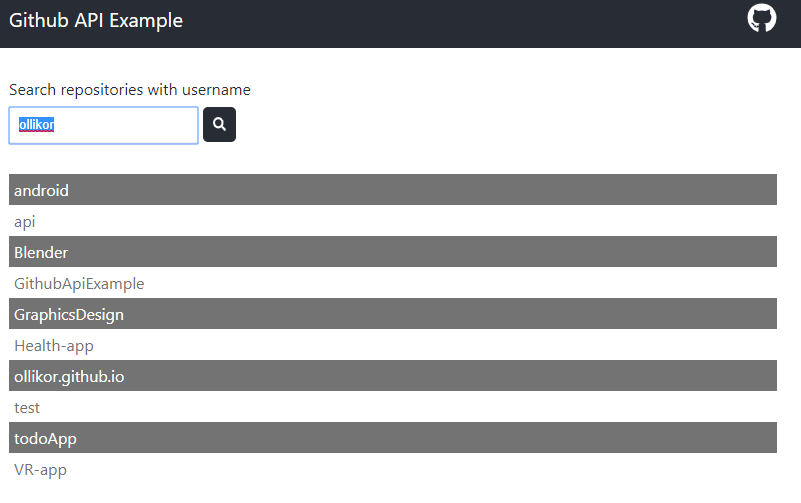 Github API Example
Search repositories with username
ollikor
android
api
Blender
GithubApiExample
GraphicsDesign
Health-app
ollikor.github.io
test
todoApp
VR-app